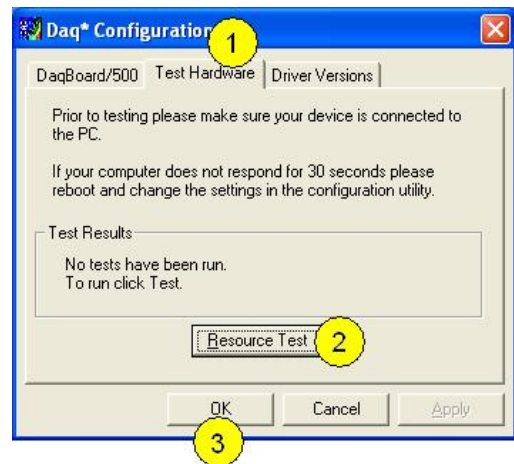 Daq* Configuration
1
DaqBoard/500 Test Hardware Driver Versions
Prior to testing please make sure your device is connected to
the PC.
If your computer does not respond for 30 seconds please
reboot and change the settings in the configuration utility.
Test Results
No tests have been run.
To run click Test.
Resource Test
2
OK Cancel Apply
3